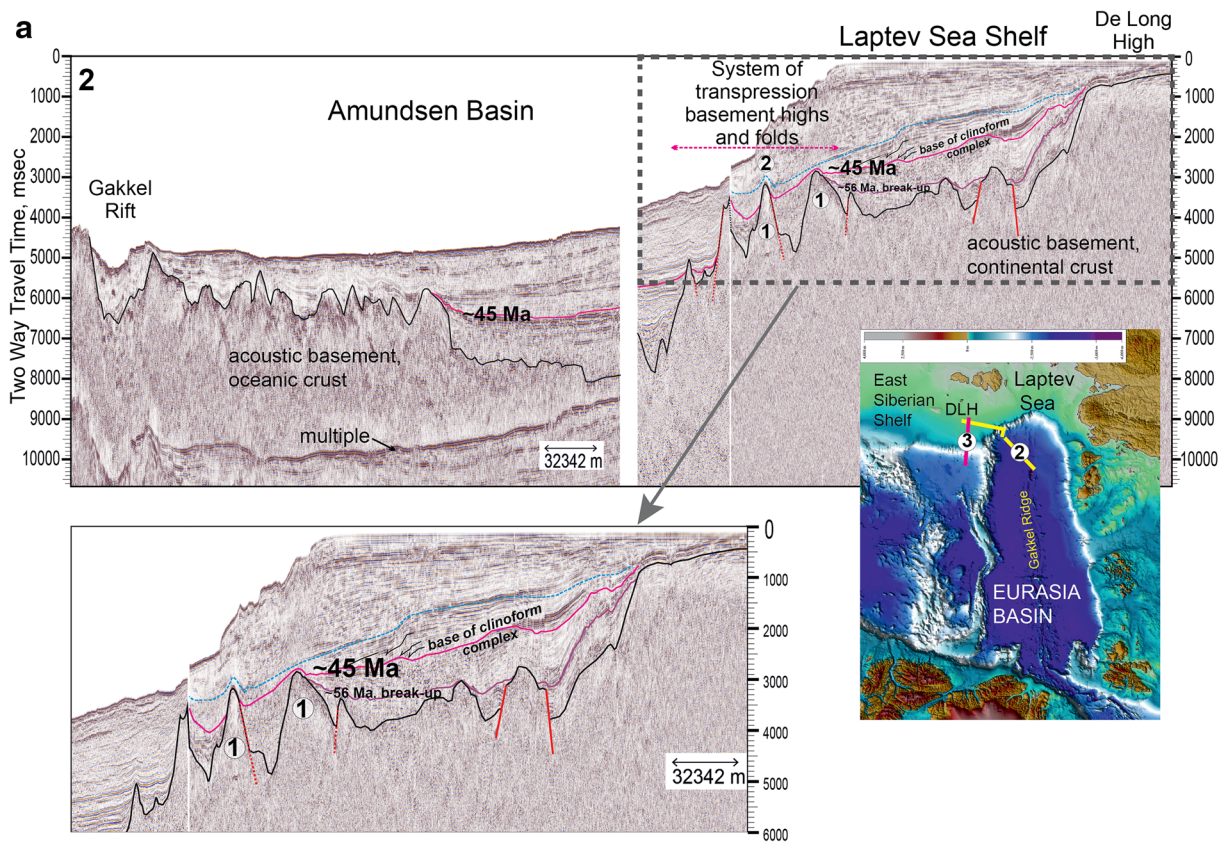 a
De Long
High
Laptev Sea Shelf
2
Amundsen Basin
System of
transpression
basement highs
and folds
Gakkel
Rift
Two Way Travel Time, msec
0
1000
2000
3000
4000
5000
6000
7000
8000
9000
10000
0
1000
2000
3000
4000
5000
6000
7000
8000
9000
10000
base of clinoform
complex
2
~45 Ma
~56 Ma, break-up
1
1
acoustic basement,
continental crust
~45 Ma
acoustic basement,
oceanic crust
multiple
32342 m
East
Siberian
Shelf
Laptev
Sea
DLH
3
2
Gakkel Ridge
EURASIA
BASIN
0
1000
2000
3000
4000
5000
6000
base of clinoform
complex
~45 Ma
~56 Ma, break-up
1
1
32342 m